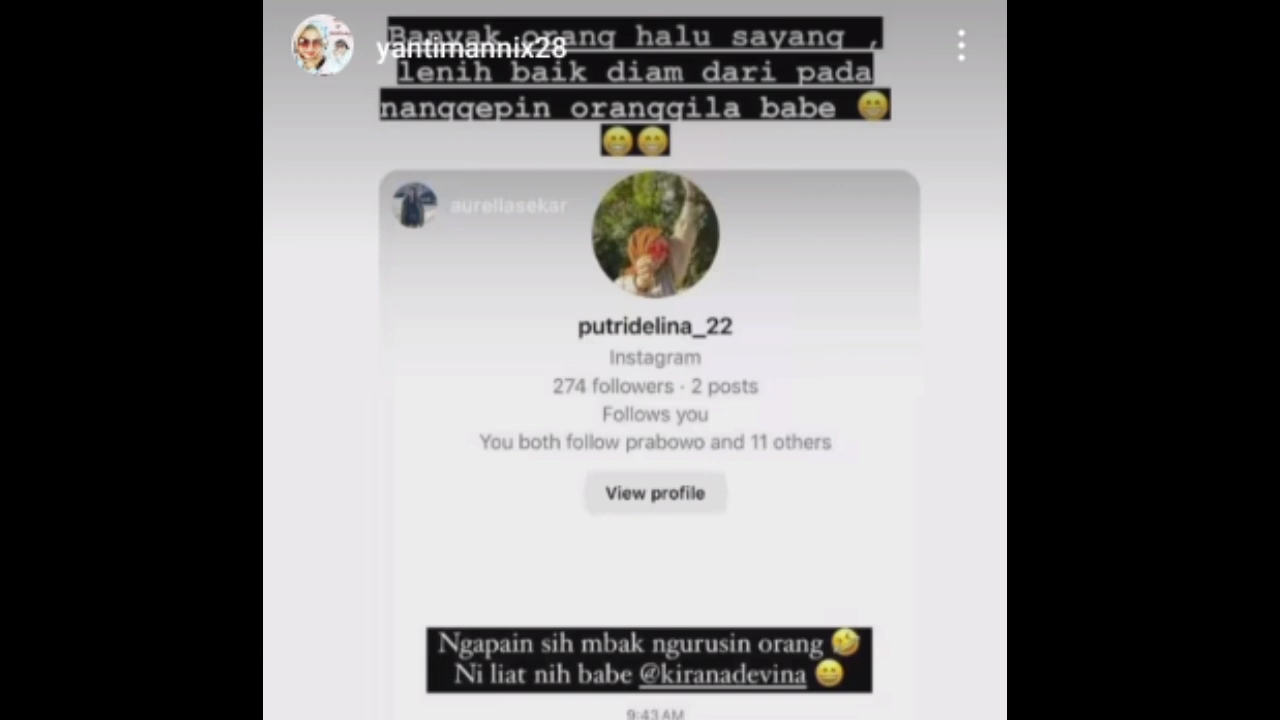 Banyak orang halu sayang ,
yantimannix28
lenih baik diam dari pada
nanggepin oranggila babe 😁
😁😁
aurellasekar
putridelina_22
Instagram
274 followers · 2 posts
Follows you
You both follow prabowo and 11 others
View profile
Ngapain sih mbak ngurusin orang 🤣
Ni liat nih babe @kiranadevina 😄
9:43 AM